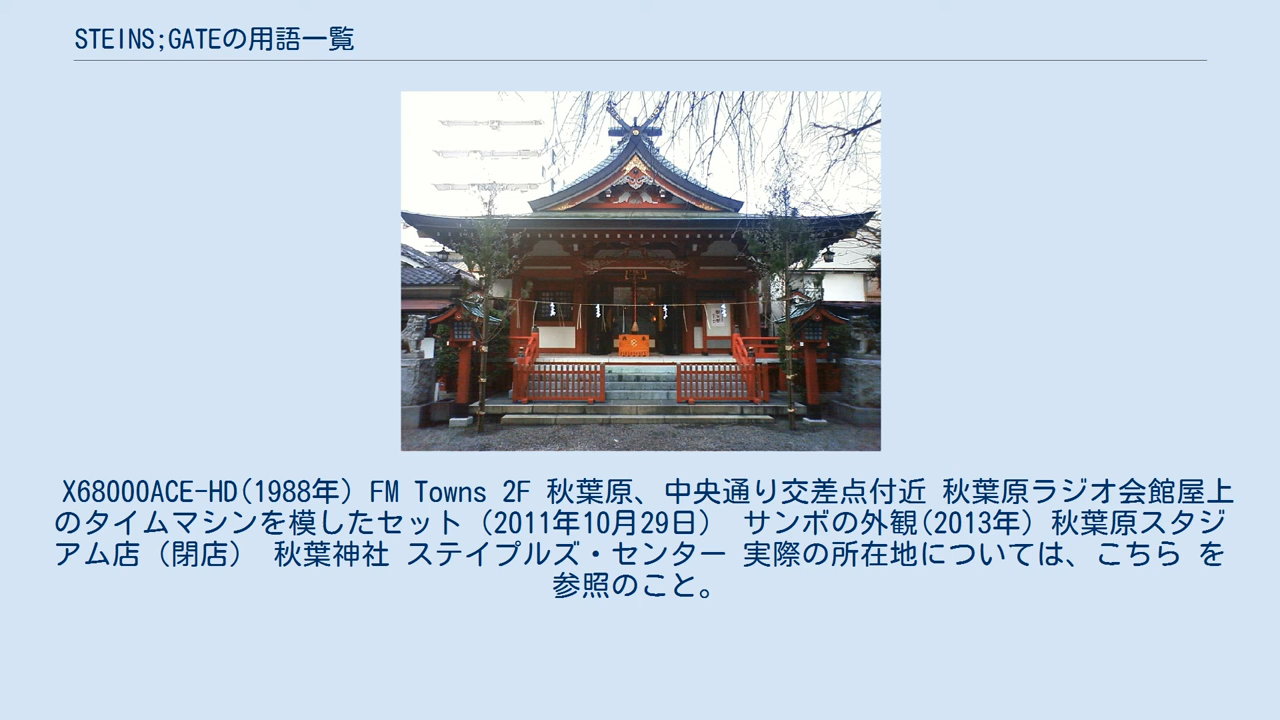 STEINS;GATEの用語一覧
X68000ACE-HD(1988年) FM Towns 2F 秋葉原、中央通り交差点付近 秋葉原ラジオ会館屋上
のタイムマシンを模したセット (2011年10月29日) サンボの外観(2013年) 秋葉原スタジ
アム店 (閉店) 秋葉神社 ステイプルズ・センター 実際の所在地については、こちら を
参照のこと。